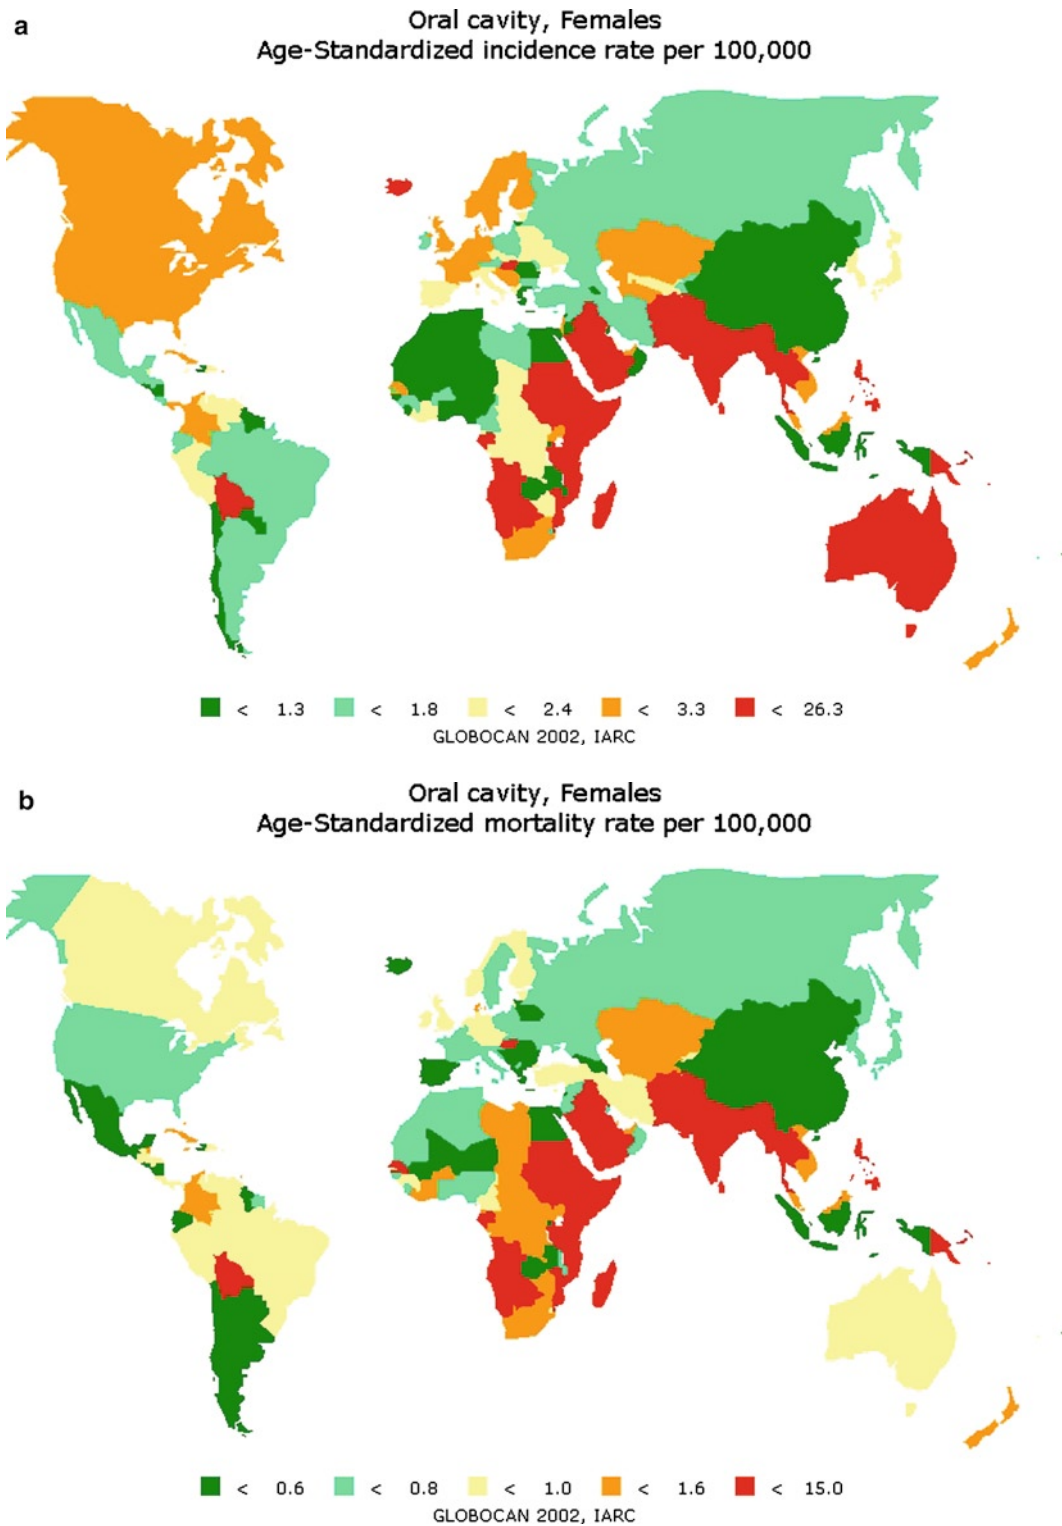 a
Oral cavity, Females
Age-Standardized incidence rate per 100,000
< 1.3 < 1.8 < 2.4 < 3.3 < 26.3
GLOBOCAN 2002, IARC
b
Oral cavity, Females
Age-Standardized mortality rate per 100,000
< 0.6 < 0.8 < 1.0 < 1.6 < 15.0
GLOBOCAN 2002, IARC